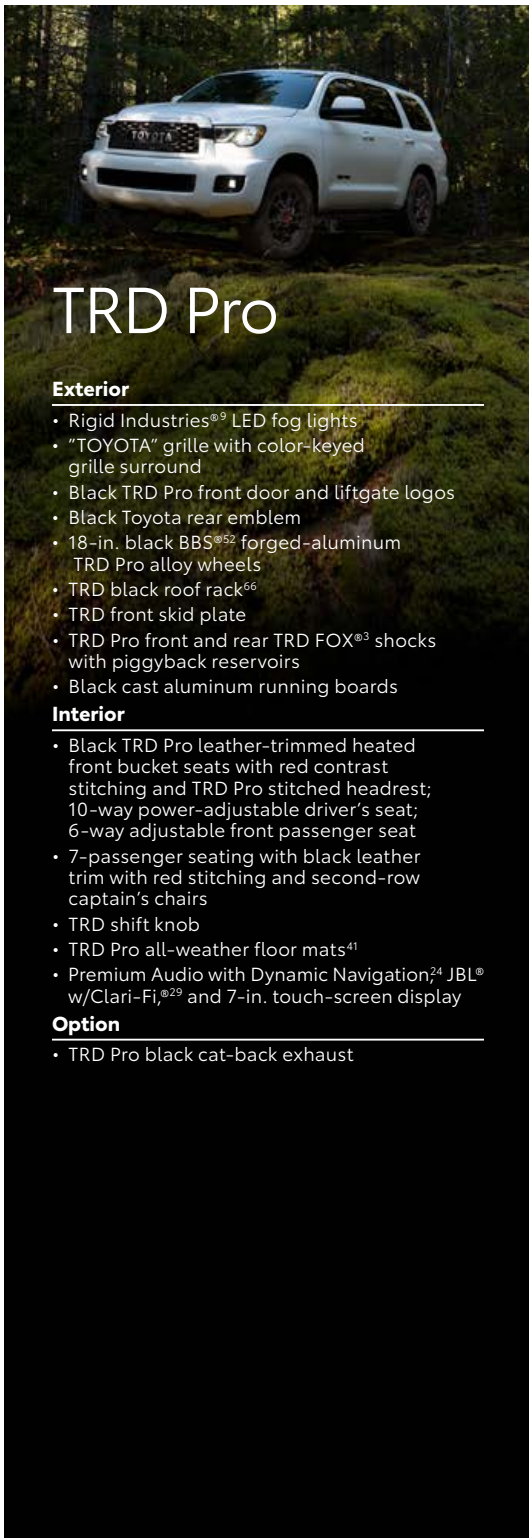 TOYOTA
TRD Pro
Exterior
• Rigid Industries®⁹ LED fog lights
• "TOYOTA" grille with color-keyed
grille surround
• Black TRD Pro front door and liftgate logos
• Black Toyota rear emblem
• 18-in. black BBS®⁵² forged-aluminum
TRD Pro alloy wheels
• TRD black roof rack⁶⁶
• TRD front skid plate
• TRD Pro front and rear TRD FOX®³ shocks
with piggyback reservoirs
• Black cast aluminum running boards
Interior
• Black TRD Pro leather-trimmed heated
front bucket seats with red contrast
stitching and TRD Pro stitched headrest;
10-way power-adjustable driver's seat;
6-way adjustable front passenger seat
• 7-passenger seating with black leather
trim with red stitching and second-row
captain's chairs
• TRD shift knob
• TRD Pro all-weather floor mats⁴¹
• Premium Audio with Dynamic Navigation,²⁴ JBL®
w/Clari-Fi,®²⁹ and 7-in. touch-screen display
Option
• TRD Pro black cat-back exhaust